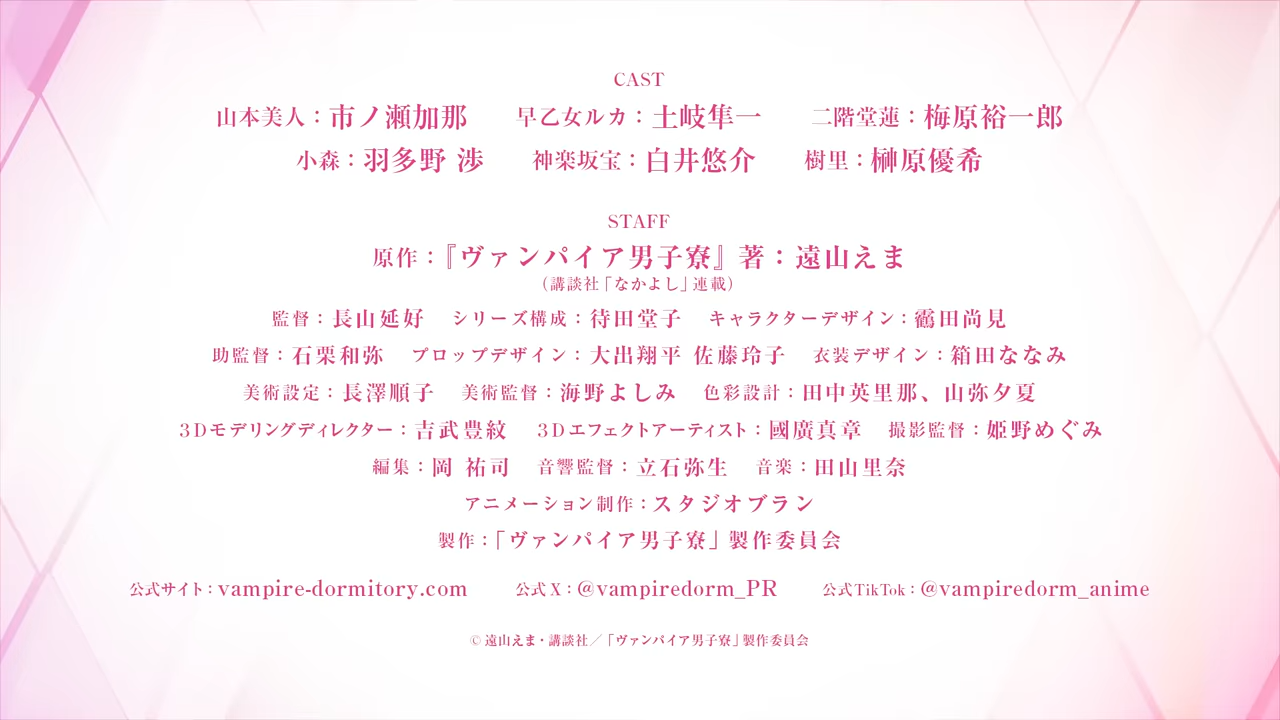 CAST
山本美人：市ノ瀬加那　早乙女ルカ：土岐隼一　二階堂蓮：梅原裕一郎
小森：羽多野 渉　神楽坂宝：白井悠介　樹里：榊原優希
STAFF
原作：『ヴァンパイア男子寮』著：遠山えま
（講談社「なかよし」連載）
監督：長山延好　シリーズ構成：待田堂子　キャラクターデザイン：靍田尚見
助監督：石栗和弥　プロップデザイン：大出翔平 佐藤玲子　衣装デザイン：箱田ななみ
美術設定：長澤順子　美術監督：海野よしみ　色彩設計：田中英里那、山弥夕夏
3Dモデリングディレクター：吉武豊紋　3Dエフェクトアーティスト：國廣真章　撮影監督：姫野めぐみ
編集：岡 祐司　音響監督：立石弥生　音楽：田山里奈
アニメーション制作：スタジオブラン
製作：「ヴァンパイア男子寮」製作委員会
公式サイト：vampire-dormitory.com　公式X：@vampiredorm_PR　公式TikTok：@vampiredorm_anime
© 遠山えま・講談社／「ヴァンパイア男子寮」製作委員会